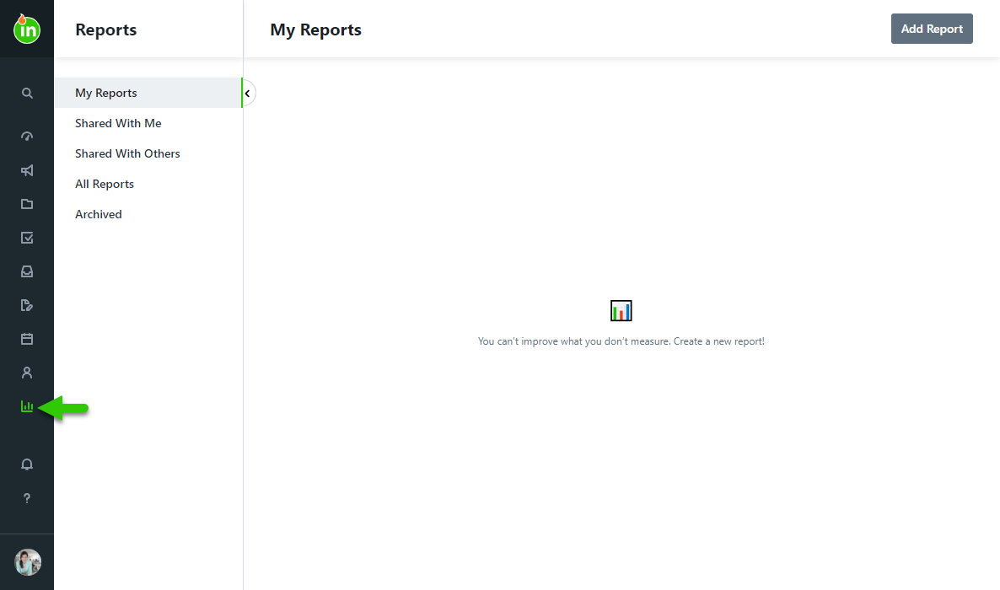 in
Reports
My Reports
Add Report
My Reports
Shared With Me
Shared With Others
All Reports
Archived
You can't improve what you don't measure. Create a new report!
?